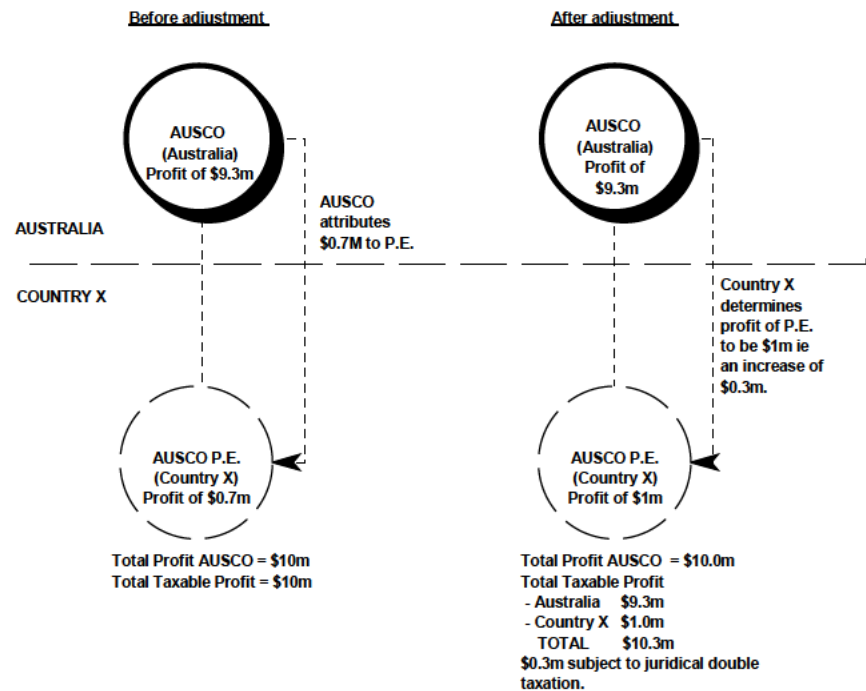 Before adjustment
AUSCO
(Australia)
Profit of $9.3m
AUSCO
attributes
$0.7M to P.E.
AUSTRALIA
COUNTRY X
AUSCO P.E.
(Country X)
Profit of $0.7m
Total Profit AUSCO = $10m
Total Taxable Profit = $10m
After adjustment
AUSCO
(Australia)
Profit of
$9.3m
Country X
determines
profit of P.E.
to be $1m ie
an increase of
$0.3m.
AUSCO P.E.
(Country X)
Profit of $1m
Total Profit AUSCO = $10.0m
Total Taxable Profit
- Australia $9.3m
- Country X $1.0m
TOTAL $10.3m
$0.3m subject to juridical double
taxation.